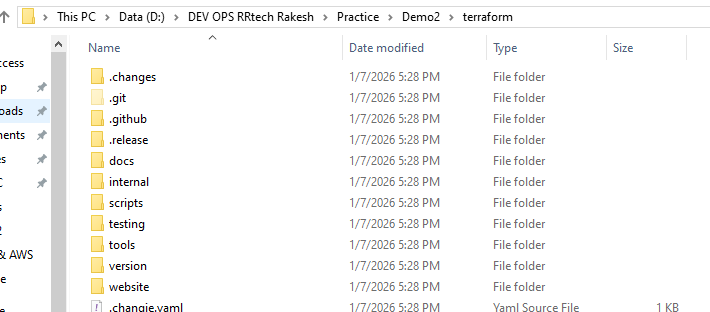 This PC > Data (D:) > DEV OPS RRtech Rakesh > Practice > Demo2 > terraform
Name Date modified Type Size
.changes 1/7/2026 5:28 PM File folder
.git 1/7/2026 5:28 PM File folder
.github 1/7/2026 5:28 PM File folder
.release 1/7/2026 5:28 PM File folder
docs 1/7/2026 5:28 PM File folder
internal 1/7/2026 5:28 PM File folder
scripts 1/7/2026 5:28 PM File folder
testing 1/7/2026 5:28 PM File folder
tools 1/7/2026 5:28 PM File folder
version 1/7/2026 5:28 PM File folder
& AWS
website 1/7/2026 5:28 PM File folder
.changie.yaml 1/7/2026 5:28 PM Yaml Source File 1 KB